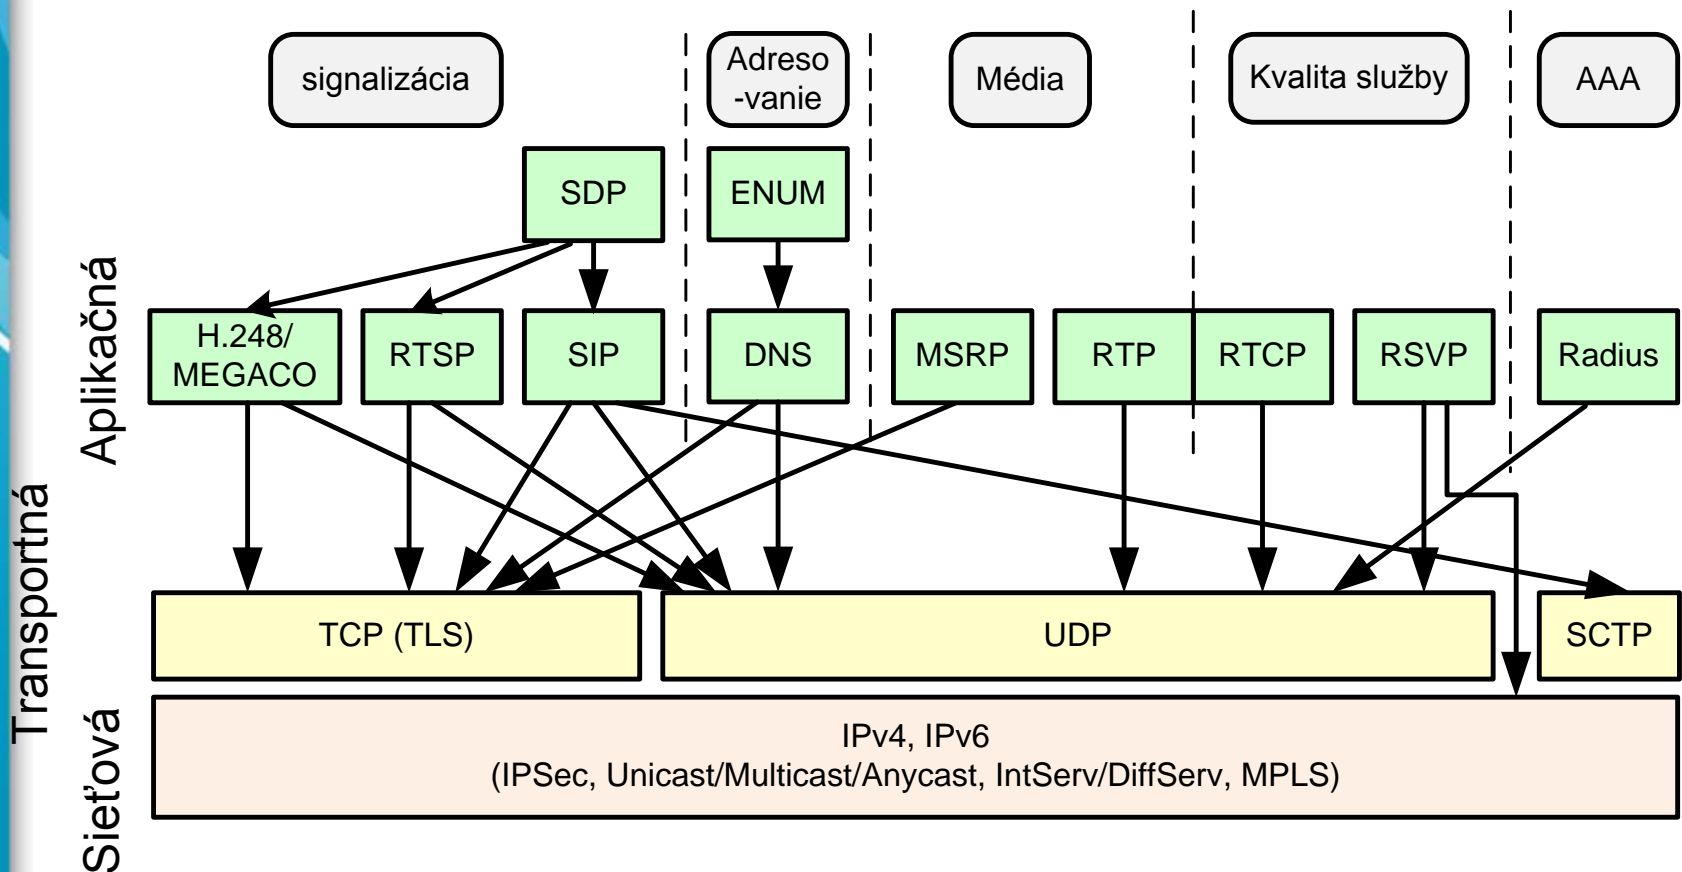 signalizácia
Adreso
-vanie
Média
Kvalita služby
AAA
SDP
ENUM
Aplikačná
H.248/
MEGACO
RTSP
SIP
DNS
MSRP
RTP
RTCP
RSVP
Radius
Transportná
TCP (TLS)
UDP
SCTP
Sieťová
IPv4, IPv6
(IPSec, Unicast/Multicast/Anycast, IntServ/DiffServ, MPLS)